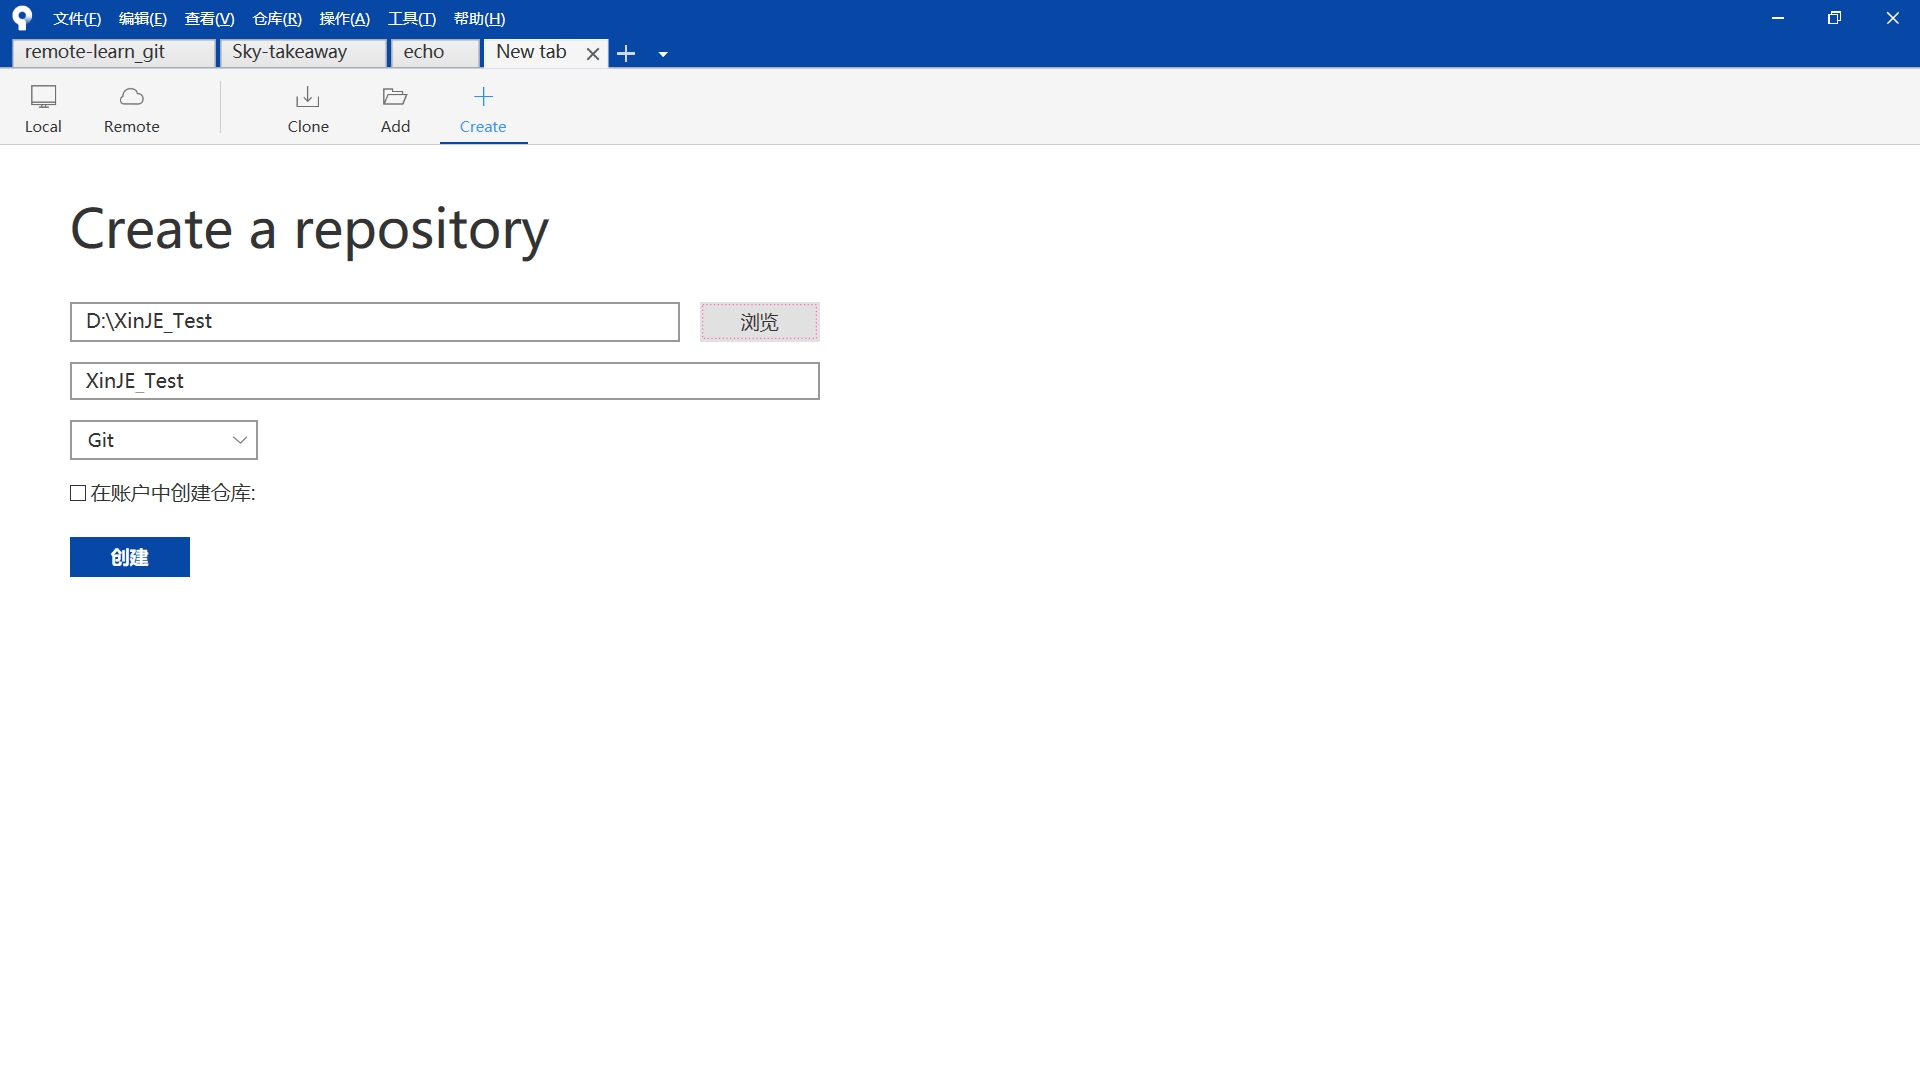 文件(F) 编辑(E) 查看(V) 仓库(R) 操作(A) 工具(T) 帮助(H)
remote-learn_git Sky-takeaway echo New tab
Local Remote Clone Add Create
Create a repository
D:\XinJE_Test 浏览
XinJE_Test
Git
在账户中创建仓库:
创建